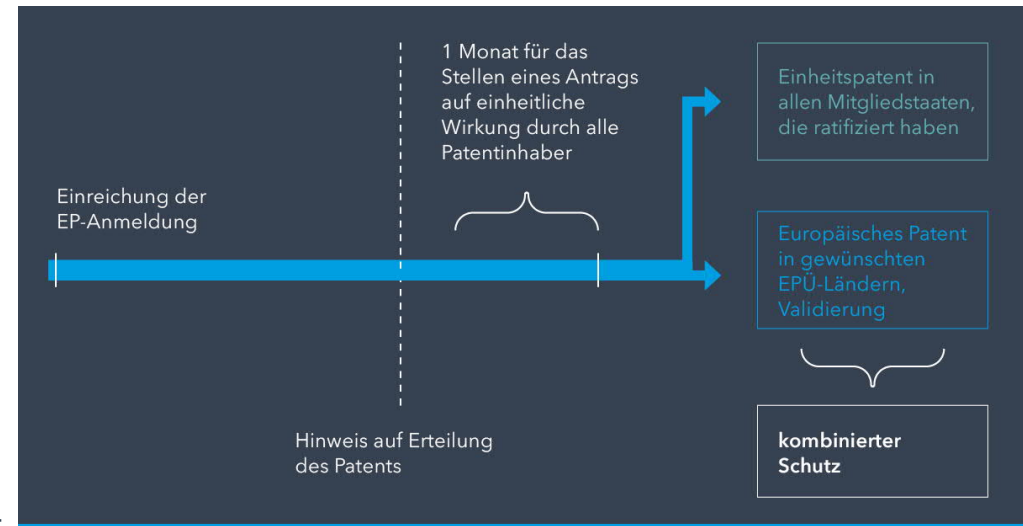 1 Monat für das
Stellen eines Antrags
auf einheitliche
Wirkung durch alle
Patentinhaber
Einheitspatent in
allen Mitgliedstaaten,
die ratifiziert haben
Einreichung der
EP-Anmeldung
Europäisches Patent
in gewünschten
EPÜ-Ländern,
Validierung
Hinweis auf Erteilung
des Patents
kombinierter
Schutz